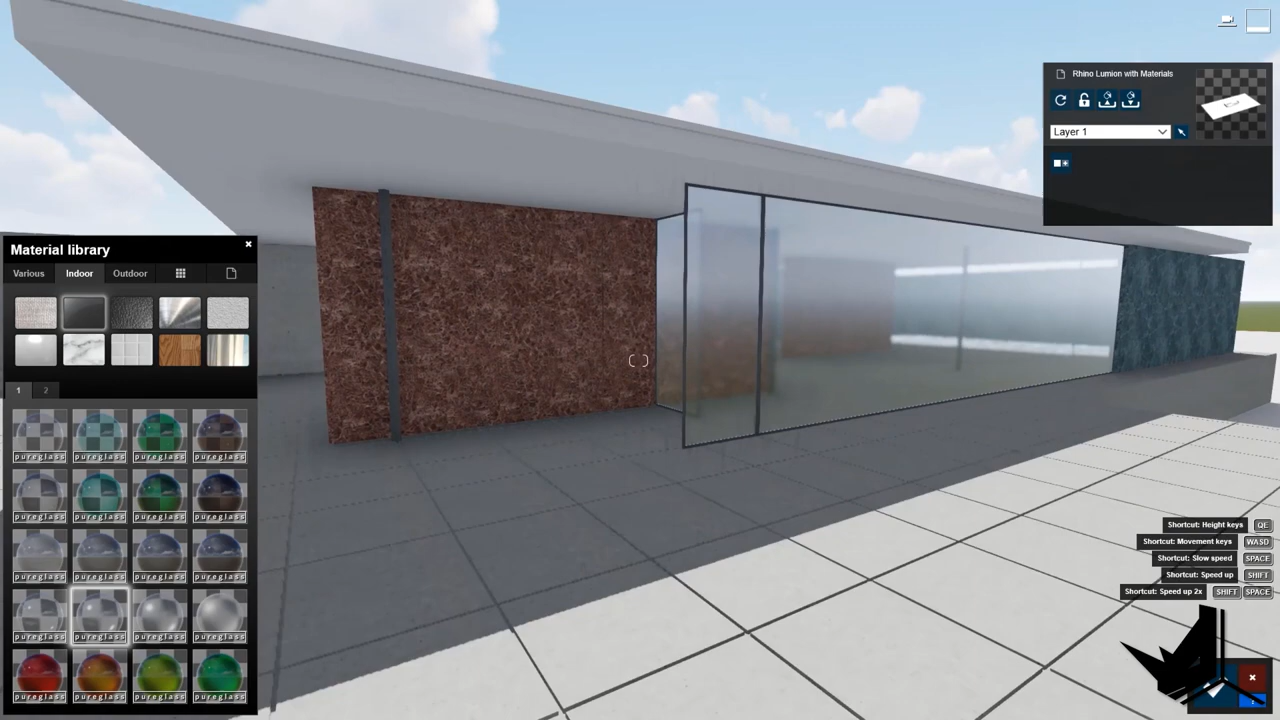 Rhino Lumion with Materials
Layer 1
Material library
Various Indoor Outdoor
1 2
pureglass pureglass pureglass pureglass
pureglass pureglass pureglass pureglass
pureglass pureglass pureglass pureglass
pureglass pureglass pureglass pureglass
pureglass pureglass pureglass pureglass
Shortcut: Height keys QE
Shortcut: Movement keys WASD
Shortcut: Slow speed SPACE
Shortcut: Speed up SHIFT
Shortcut: Speed up 2x SHIFT SPACE